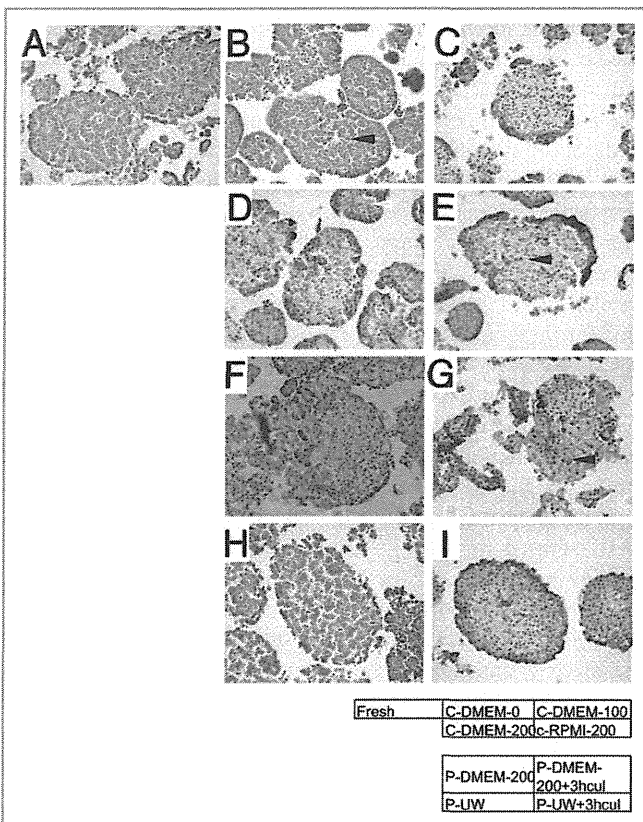 A B C
D E
F G
H I
Fresh C-DMEM-0 C-DMEM-100
C-DMEM-200 c-RPMI-200
P-DMEM-200 P-DMEM-
200+3hcul
P-UW P-UW+3hcul